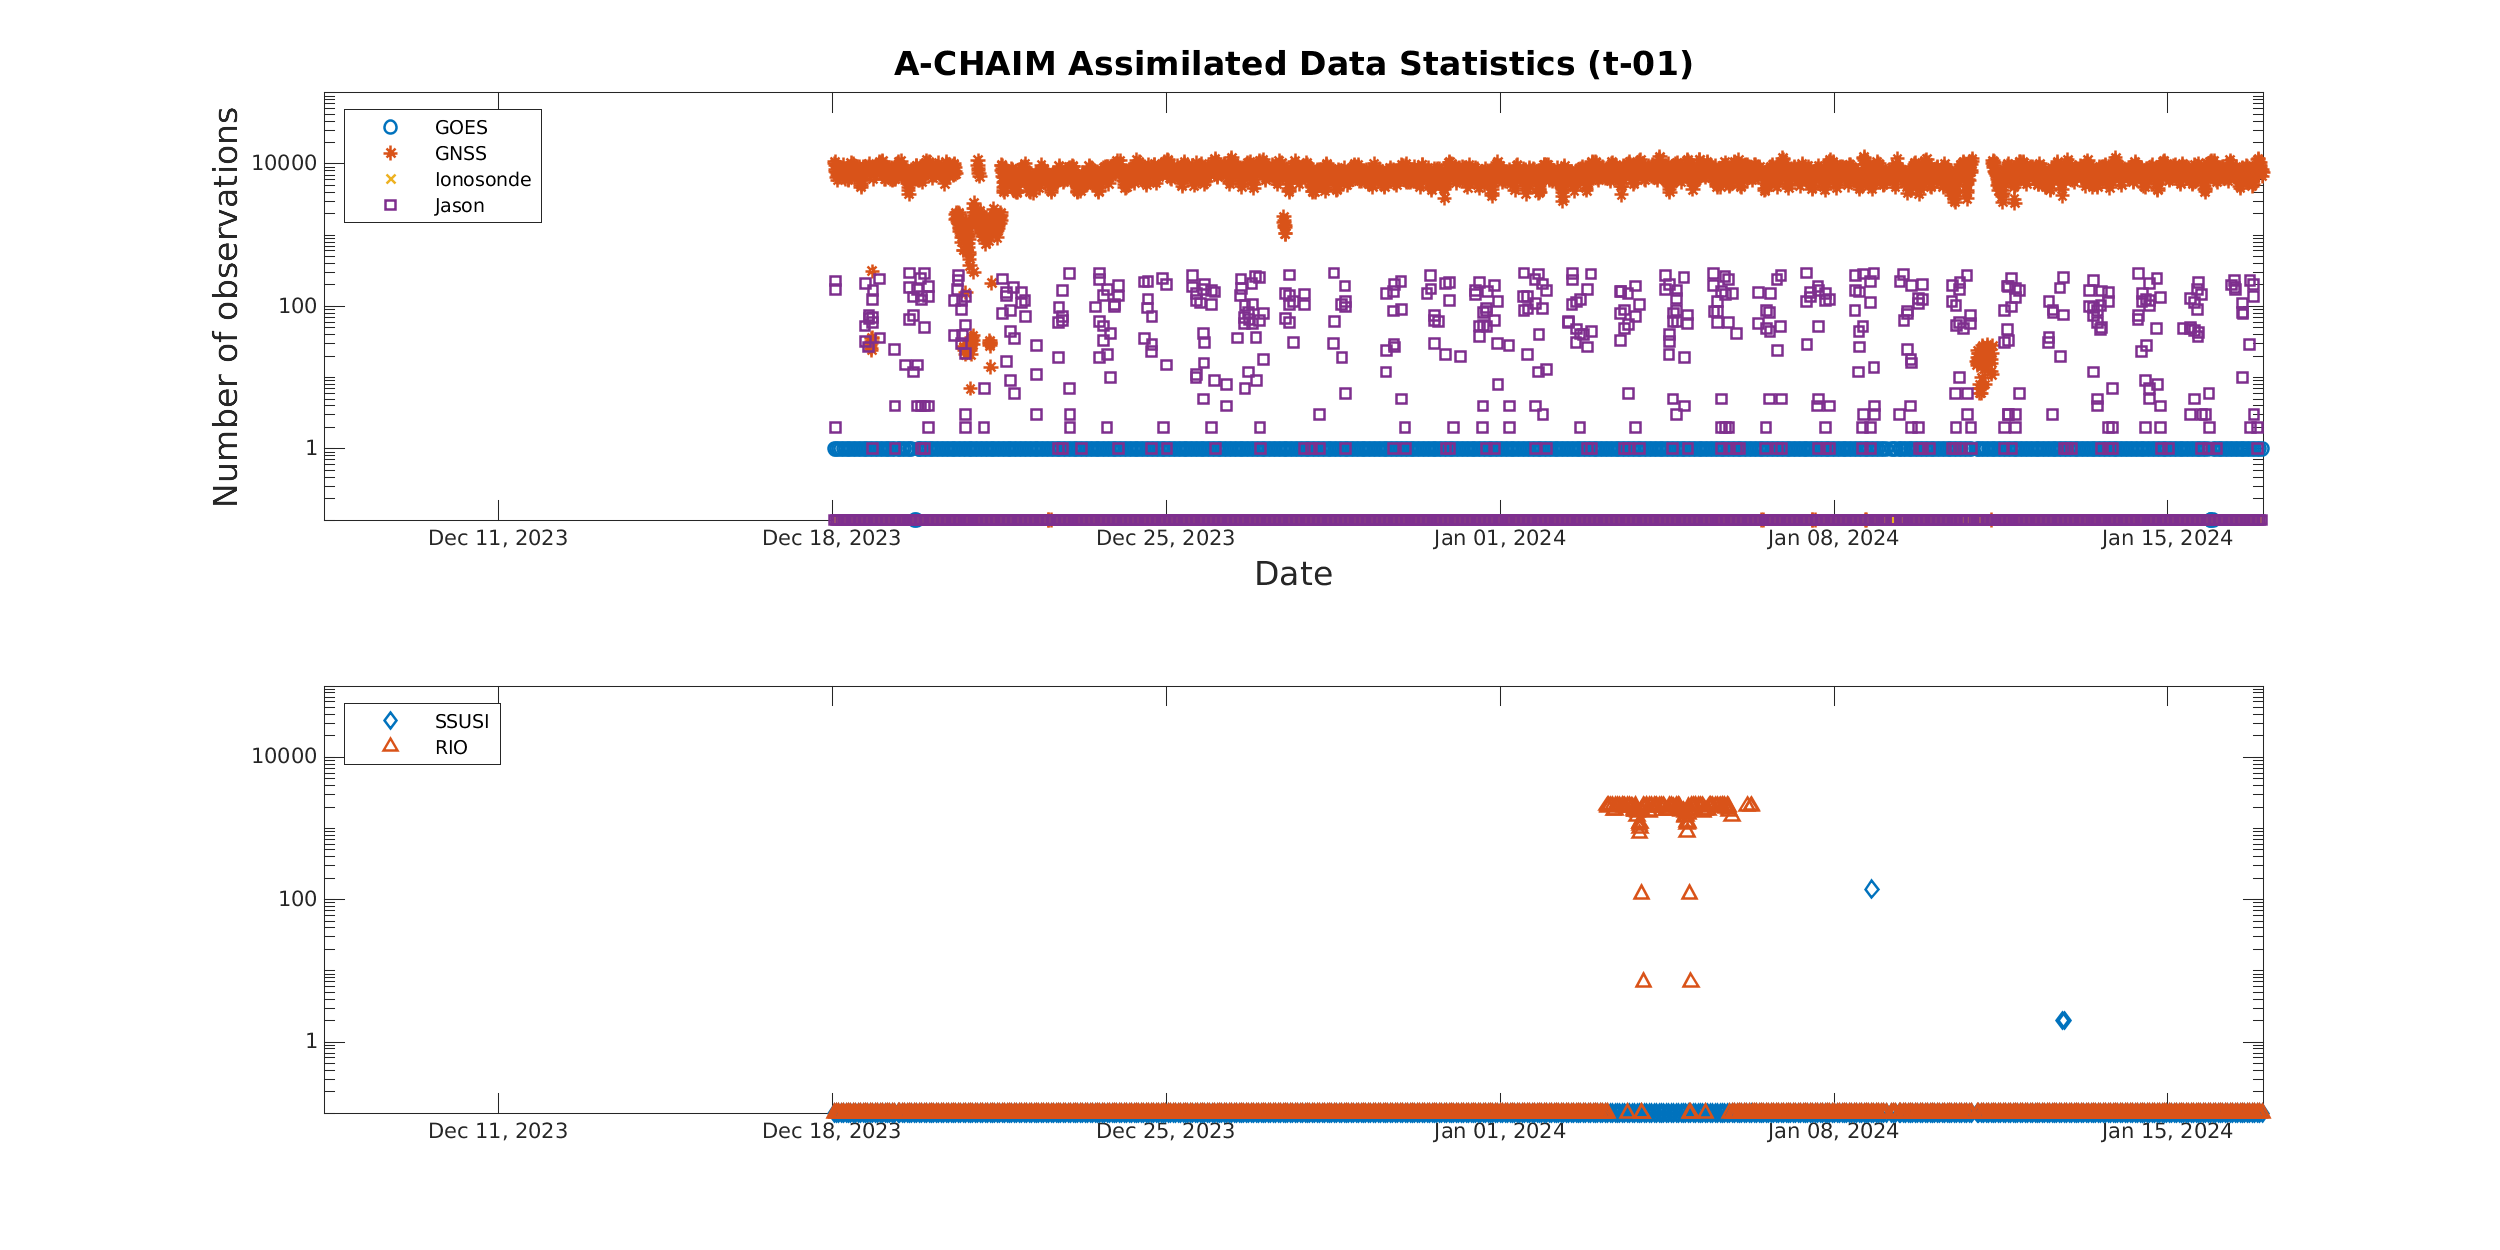 A-CHAIM Assimilated Data Statistics (t-01)
Number of observations
10000
100
1
GOES
GNSS
Ionosonde
Jason
Dec 11, 2023
Dec 18, 2023
Dec 25, 2023
Jan 01, 2024
Jan 08, 2024
Jan 15, 2024
Date
10000
100
1
SSUSI
RIO
Dec 11, 2023
Dec 18, 2023
Dec 25, 2023
Jan 01, 2024
Jan 08, 2024
Jan 15, 2024